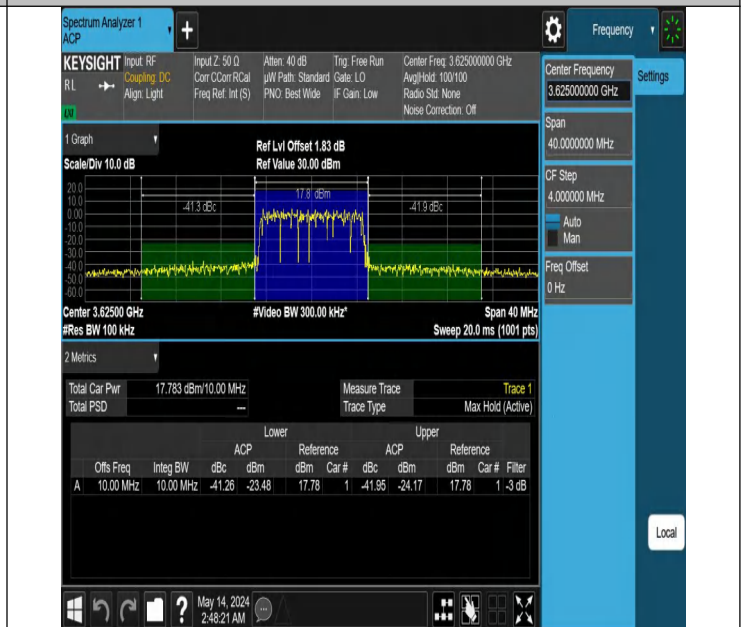 Spectrum Analyzer 1
ACP
+
Frequency
KEYSIGHT
RL
LXI
Input: RF
Coupling: DC
Align: Light
Input Z: 50 Ω
Corr CCorr RCal
Freq Ref: Int (S)
Atten: 40 dB
µW Path: Standard
PNO: Best Wide
Trig: Free Run
Gate: LO
IF Gain: Low
Center Freq: 3.625000000 GHz
Avg|Hold: 100/100
Radio Std: None
Noise Correction: Off
Center Frequency
3.625000000 GHz
Settings
Span
40.0000000 MHz
CF Step
4.000000 MHz
Auto
Man
Freq Offset
0 Hz
1 Graph
Scale/Div 10.0 dB
Ref Lvl Offset 1.83 dB
Ref Value 30.00 dBm
20.0
10.0
0.00
-10.0
-20.0
-30.0
-40.0
-50.0
-60.0
-41.3 dBc
17.8 dBm
-41.9 dBc
Center 3.62500 GHz
#Video BW 300.00 kHz*
Span 40 MHz
#Res BW 100 kHz
Sweep 20.0 ms (1001 pts)
2 Metrics
Total Car Pwr 17.783 dBm/10.00 MHz
Total PSD ---
Measure Trace Trace 1
Trace Type Max Hold (Active)
Lower Upper
ACP Reference ACP Reference
Offs Freq Integ BW dBc dBm dBm Car # dBc dBm dBm Car # Filter
A 10.00 MHz 10.00 MHz -41.26 -23.48 17.78 1 -41.95 -24.17 17.78 1 -3 dB
Local
?
May 14, 2024
2:48:21 AM